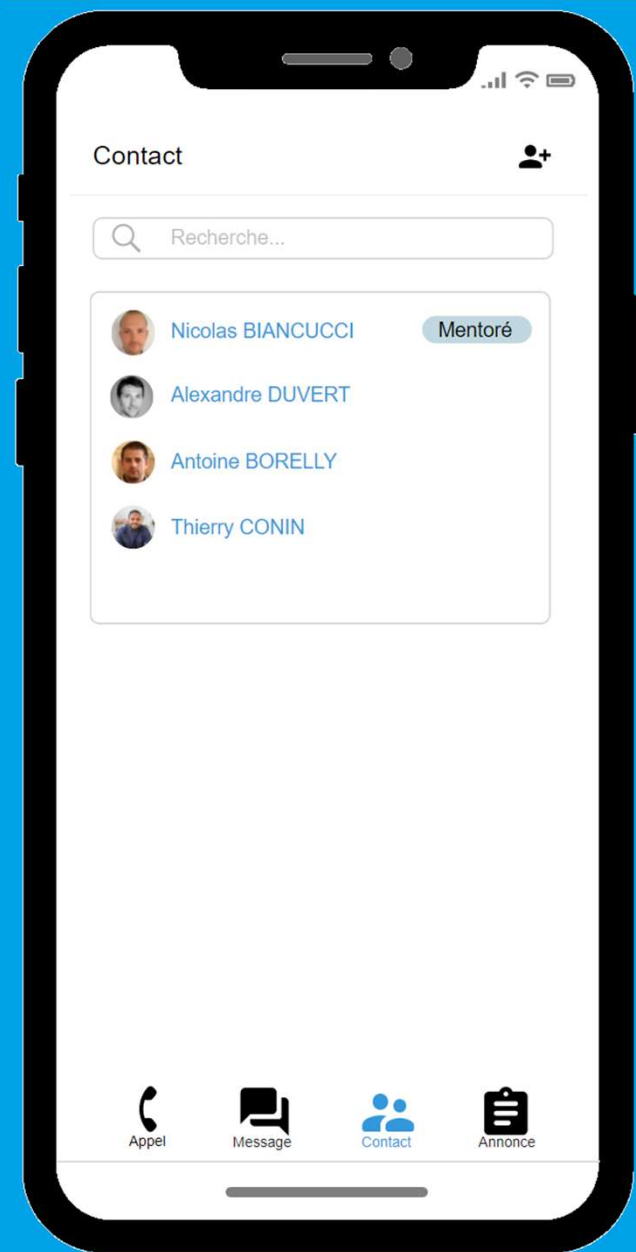 Contact
Recherche...
Nicolas BIANCUCCI Mentoré
Alexandre DUVERT
Antoine BORELLY
Thierry CONIN
Appel Message Contact Annonce